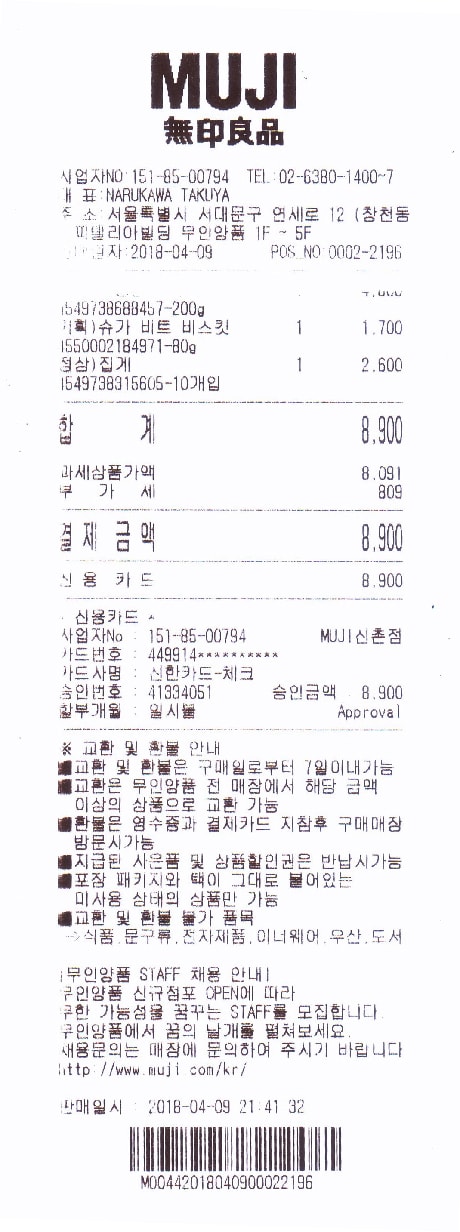 MUJI
無印良品
사업자NO:151-85-00794 TEL:02-6380-1400~7
대 표:NARUKAWA TAKUYA
주 소:서울특별시 서대문구 연세로 12 (창천동
빌딩 무인양품 1F ~ 5F
2018-04-09 POS_NO:0002-2196
4,600
4549738688457-200g
기획)슈가 비트 비스킷 1 1,700
4550002184971-80g
집게 1 2,600
4549738315605-10개입
합 계 8,900
과세상품가액 8,091
부 가 세 809
결 제 금 액 8,900
신 용 카 드 8,900
* 신용카드 *
사업자No : 151-85-00794 MUJI신촌점
카드번호 : 449914**********
카드사명 : 신한카드-체크
승인번호 : 41334051 승인금액 : 8,900
할부개월 : 일시불 Approval
※ 교환 및 환불 안내
■교환 및 환불은 구매일로부터 7일이내가능
■교환은 무인양품 전 매장에서 해당 금액
이상의 상품으로 교환 가능
■환불은 영수증과 결제카드 지참후 구매매장
방문시가능
■지급된 사은품 및 상품할인권은 반납시가능
■포장 패키지와 택이 그대로 붙어있는
미사용 상태의 상품만 가능
■교환 및 환불 불가 품목
->식품,문구류,전자제품,이너웨어,우산,도서
[무인양품 STAFF 채용 안내]
무인양품 신규점포 OPEN에 따라
무한 가능성을 꿈꾸는 STAFF를 모집합니다.
무인양품에서 꿈의 날개를 펼쳐보세요.
채용문의는 매장에 문의하여 주시기 바랍니다
http://www.muji.com/kr/
판매일시 : 2018-04-09 21:41:32
M00442018040900022196